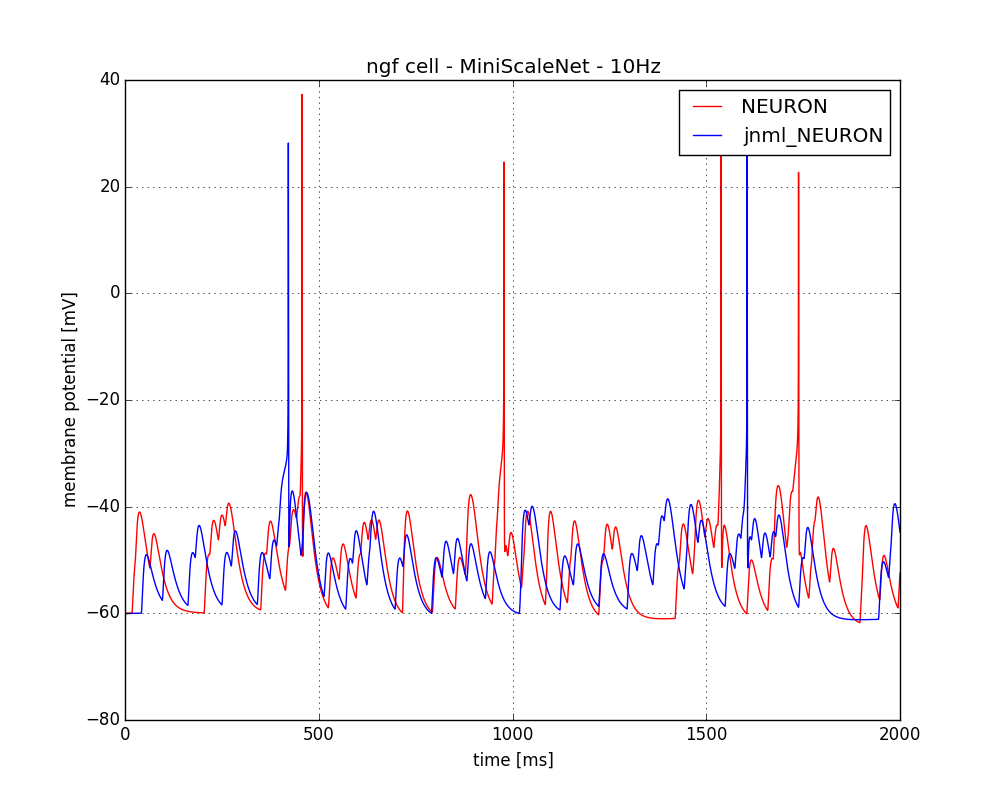 ngf cell - MiniScaleNet - 10Hz
NEURON
jnml_NEURON
membrane potential [mV]
40
20
0
−20
−40
−60
−80
0 500 1000 1500 2000
time [ms]